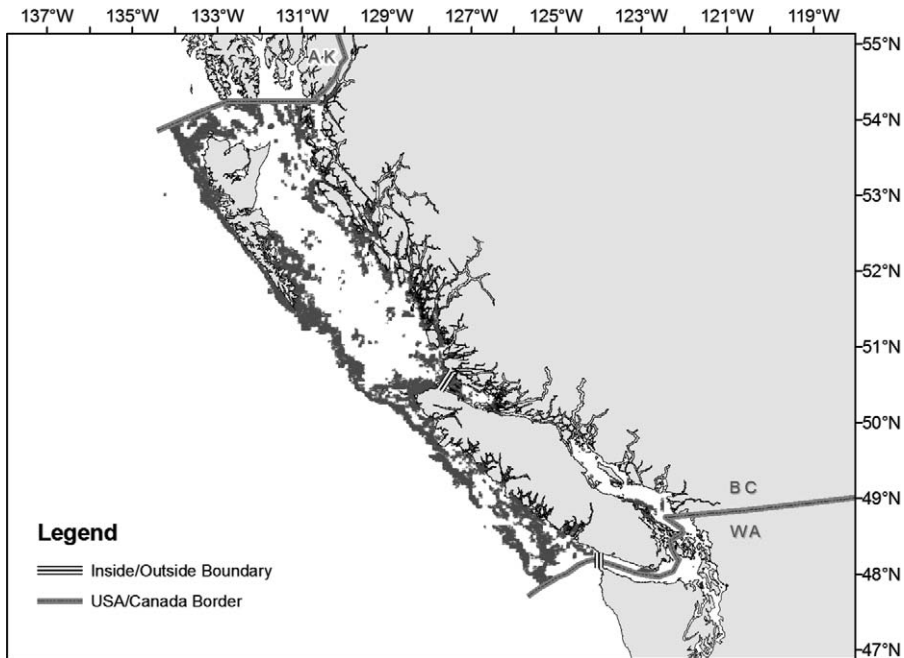 137°W 135°W 133°W 131°W 129°W 127°W 125°W 123°W 121°W 119°W
55°N
AK
54°N
53°N
52°N
51°N
50°N
BC
49°N
WA
Legend
Inside/Outside Boundary
48°N
USA/Canada Border
47°N